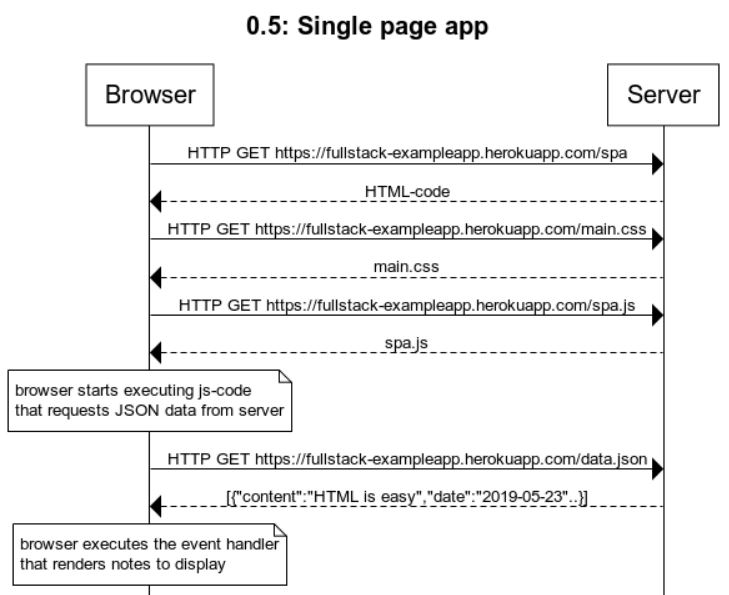 0.5: Single page app
Browser
Server
HTTP GET https://fullstack-exampleapp.herokuapp.com/spa
HTML-code
HTTP GET https://fullstack-exampleapp.herokuapp.com/main.css
main.css
HTTP GET https://fullstack-exampleapp.herokuapp.com/spa.js
spa.js
browser starts executing js-code
that requests JSON data from server
HTTP GET https://fullstack-exampleapp.herokuapp.com/data.json
[{"content":"HTML is easy","date":"2019-05-23"..}]
browser executes the event handler
that renders notes to display